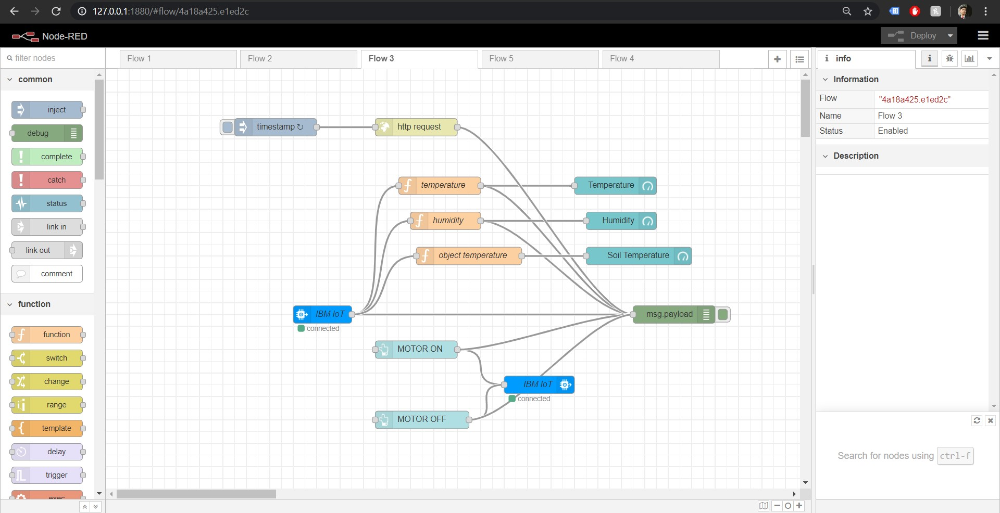 127.0.0.1:1880/#flow/4a18a425.e1ed2c
Node-RED
Deploy
filter nodes
Flow 1
Flow 2
Flow 3
Flow 5
Flow 4
info
common
inject
debug
complete
catch
status
link in
link out
comment
function
function
switch
change
range
template
delay
trigger
exec
timestamp ↻
http request
temperature
Temperature
humidity
Humidity
object temperature
Soil Temperature
IBM IoT
connected
msg.payload
MOTOR ON
IBM IoT
connected
MOTOR OFF
Information
Flow "4a18a425.e1ed2c"
Name Flow 3
Status Enabled
Description
Search for nodes using ctrl-f